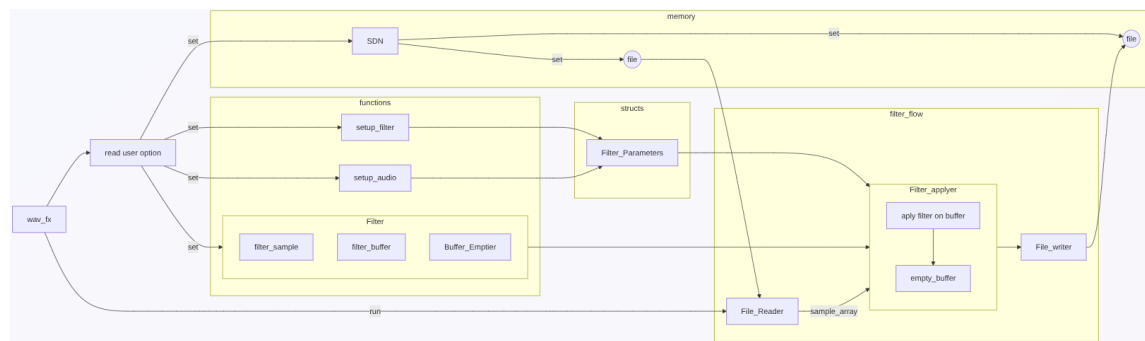 memory
SDN
set
set
set
file
file
functions
structs
filter_flow
set
setup_filter
read user option
Filter_Parameters
set
setup_audio
Filter_applyer
aply filter on buffer
wav_fx
Filter
set
filter_sample
filter_buffer
Buffer_Emptier
File_writer
empty_buffer
run
File_Reader
sample_array